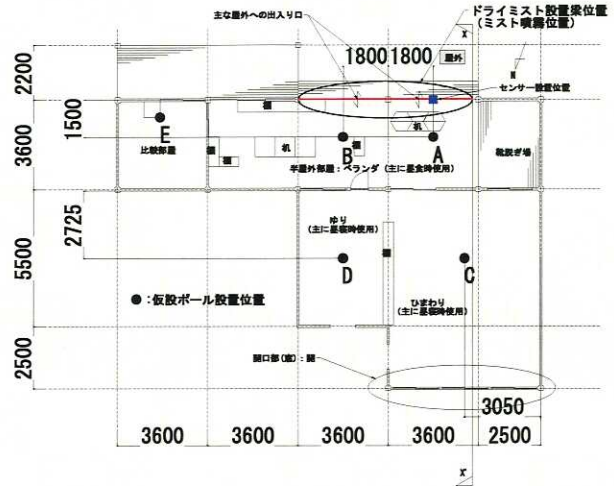 主な屋外への出入り口
ドライミスト設置梁位置
(ミスト噴霧位置)
x
1800 1800
屋外
N
センサー設置位置
2200
1500
3600
2725
5500
2500
棚
机
E
比較部屋
棚
棚
机
B
棚
A
靴脱ぎ場
半屋外部屋:ベランダ (主に昼食時使用)
ゆり
(主に昼寝時使用)
棚
D
C
ひまわり
(主に昼寝時使用)
●:仮設ポール設置位置
開口部(窓):開
3050
3600 3600 3600 3600 2500
x'